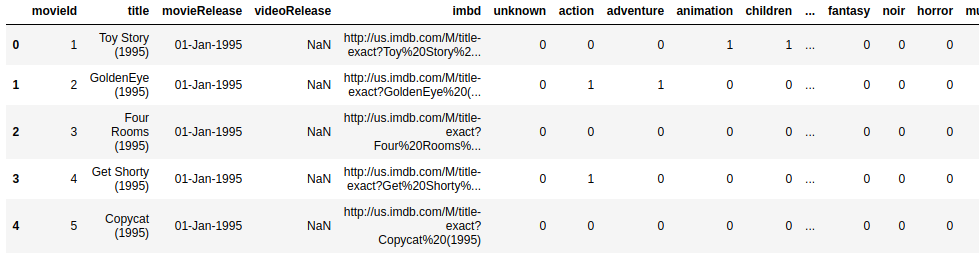 movieId title movieRelease videoRelease imbd unknown action adventure animation children ... fantasy noir horror mu
0 1 Toy Story (1995) 01-Jan-1995 NaN http://us.imdb.com/M/title-exact?Toy%20Story%2... 0 0 0 1 1 ... 0 0 0
1 2 GoldenEye (1995) 01-Jan-1995 NaN http://us.imdb.com/M/title-exact?GoldenEye%20(... 0 1 1 0 0 ... 0 0 0
2 3 Four Rooms (1995) 01-Jan-1995 NaN http://us.imdb.com/M/title-exact?Four%20Rooms%... 0 0 0 0 0 ... 0 0 0
3 4 Get Shorty (1995) 01-Jan-1995 NaN http://us.imdb.com/M/title-exact?Get%20Shorty%... 0 1 0 0 0 ... 0 0 0
4 5 Copycat (1995) 01-Jan-1995 NaN http://us.imdb.com/M/title-exact?Copycat%20(1995) 0 0 0 0 0 ... 0 0 0